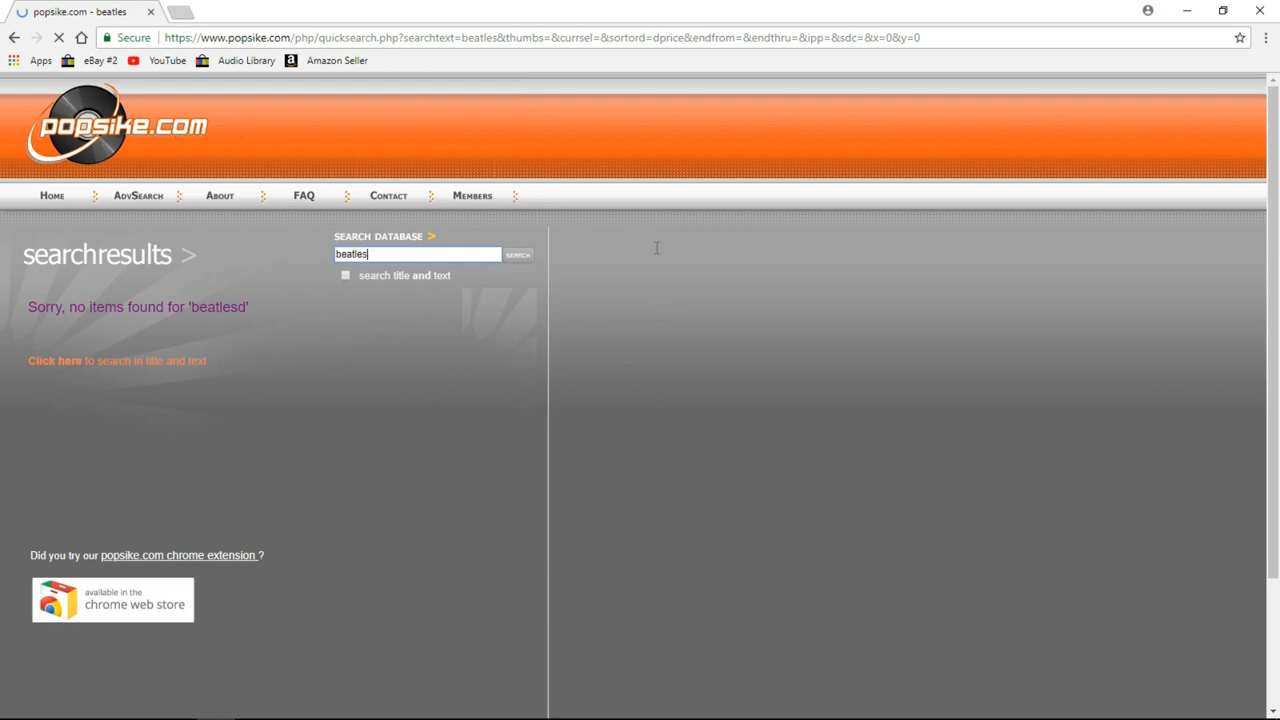 popsike.com - beatles
Secure
https://www.popsike.com/php/quicksearch.php?searchtext=beatles&thumbs=&currsel=&sortord=dprice&endfrom=&endthru=&ipp=&sdc=&x=0&y=0
Apps eBay #2 YouTube Audio Library Amazon Seller
popsike.com
HOME ADVSEARCH ABOUT FAQ CONTACT MEMBERS
searchresults >
SEARCH DATABASE >
beatles SEARCH
search title and text
Sorry, no items found for 'beatlesd'
Click here to search in title and text
Did you try our popsike.com chrome extension ?
available in the
chrome web store